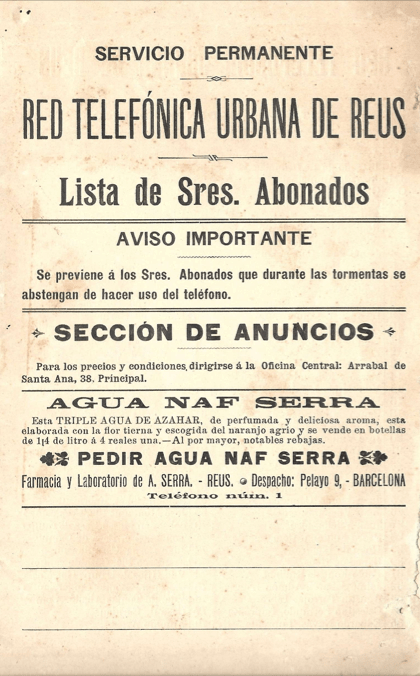 SERVICIO PERMANENTE
RED TELEFÓNICA URBANA DE REUS
Lista de Sres. Abonados
AVISO IMPORTANTE
Se previene á los Sres. Abonados que durante las tormentas se
abstengan de hacer uso del teléfono.
SECCIÓN DE ANUNCIOS
Para los precios y condiciones, dirigirse á la Oficina Central: Arrabal de
Santa Ana, 38. Principal.
AGUA NAF SERRA
Esta TRIPLE AGUA DE AZAHAR, de perfumada y deliciosa aroma, esta
elaborada con la flor tierna y escogida del naranjo agrio y se vende en botellas
de 1¡4 de litro á 4 reales una.—Al por mayor, notables rebajas.
PEDIR AGUA NAF SERRA
Farmacia y Laboratorio de A. SERRA. - REUS. Despacho: Pelayo 9, - BARCELONA
Teléfono núm. 1